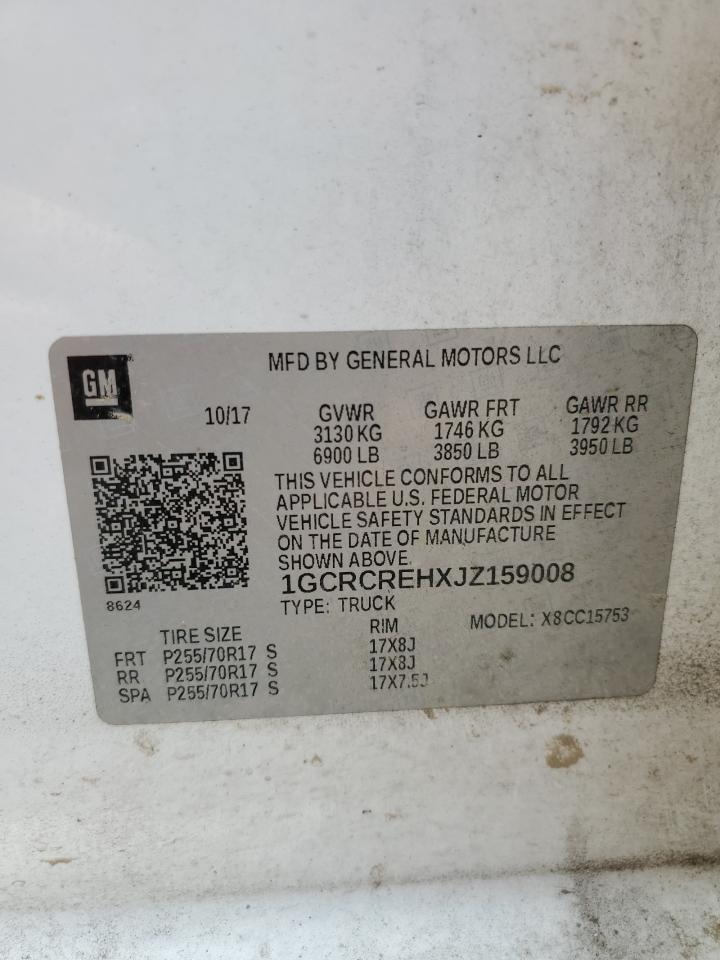 GM
MFD BY GENERAL MOTORS LLC
10/17 GVWR GAWR FRT GAWR RR
3130 KG 1746 KG 1792 KG
6900 LB 3850 LB 3950 LB
THIS VEHICLE CONFORMS TO ALL
APPLICABLE U.S. FEDERAL MOTOR
VEHICLE SAFETY STANDARDS IN EFFECT
ON THE DATE OF MANUFACTURE
SHOWN ABOVE.
1GCRCREHXJZ159008
8624
TYPE: TRUCK MODEL: X8CC15753
TIRE SIZE RIM
FRT P255/70R17 S 17X8J
RR P255/70R17 S 17X8J
SPA P255/70R17 S 17X7.5J